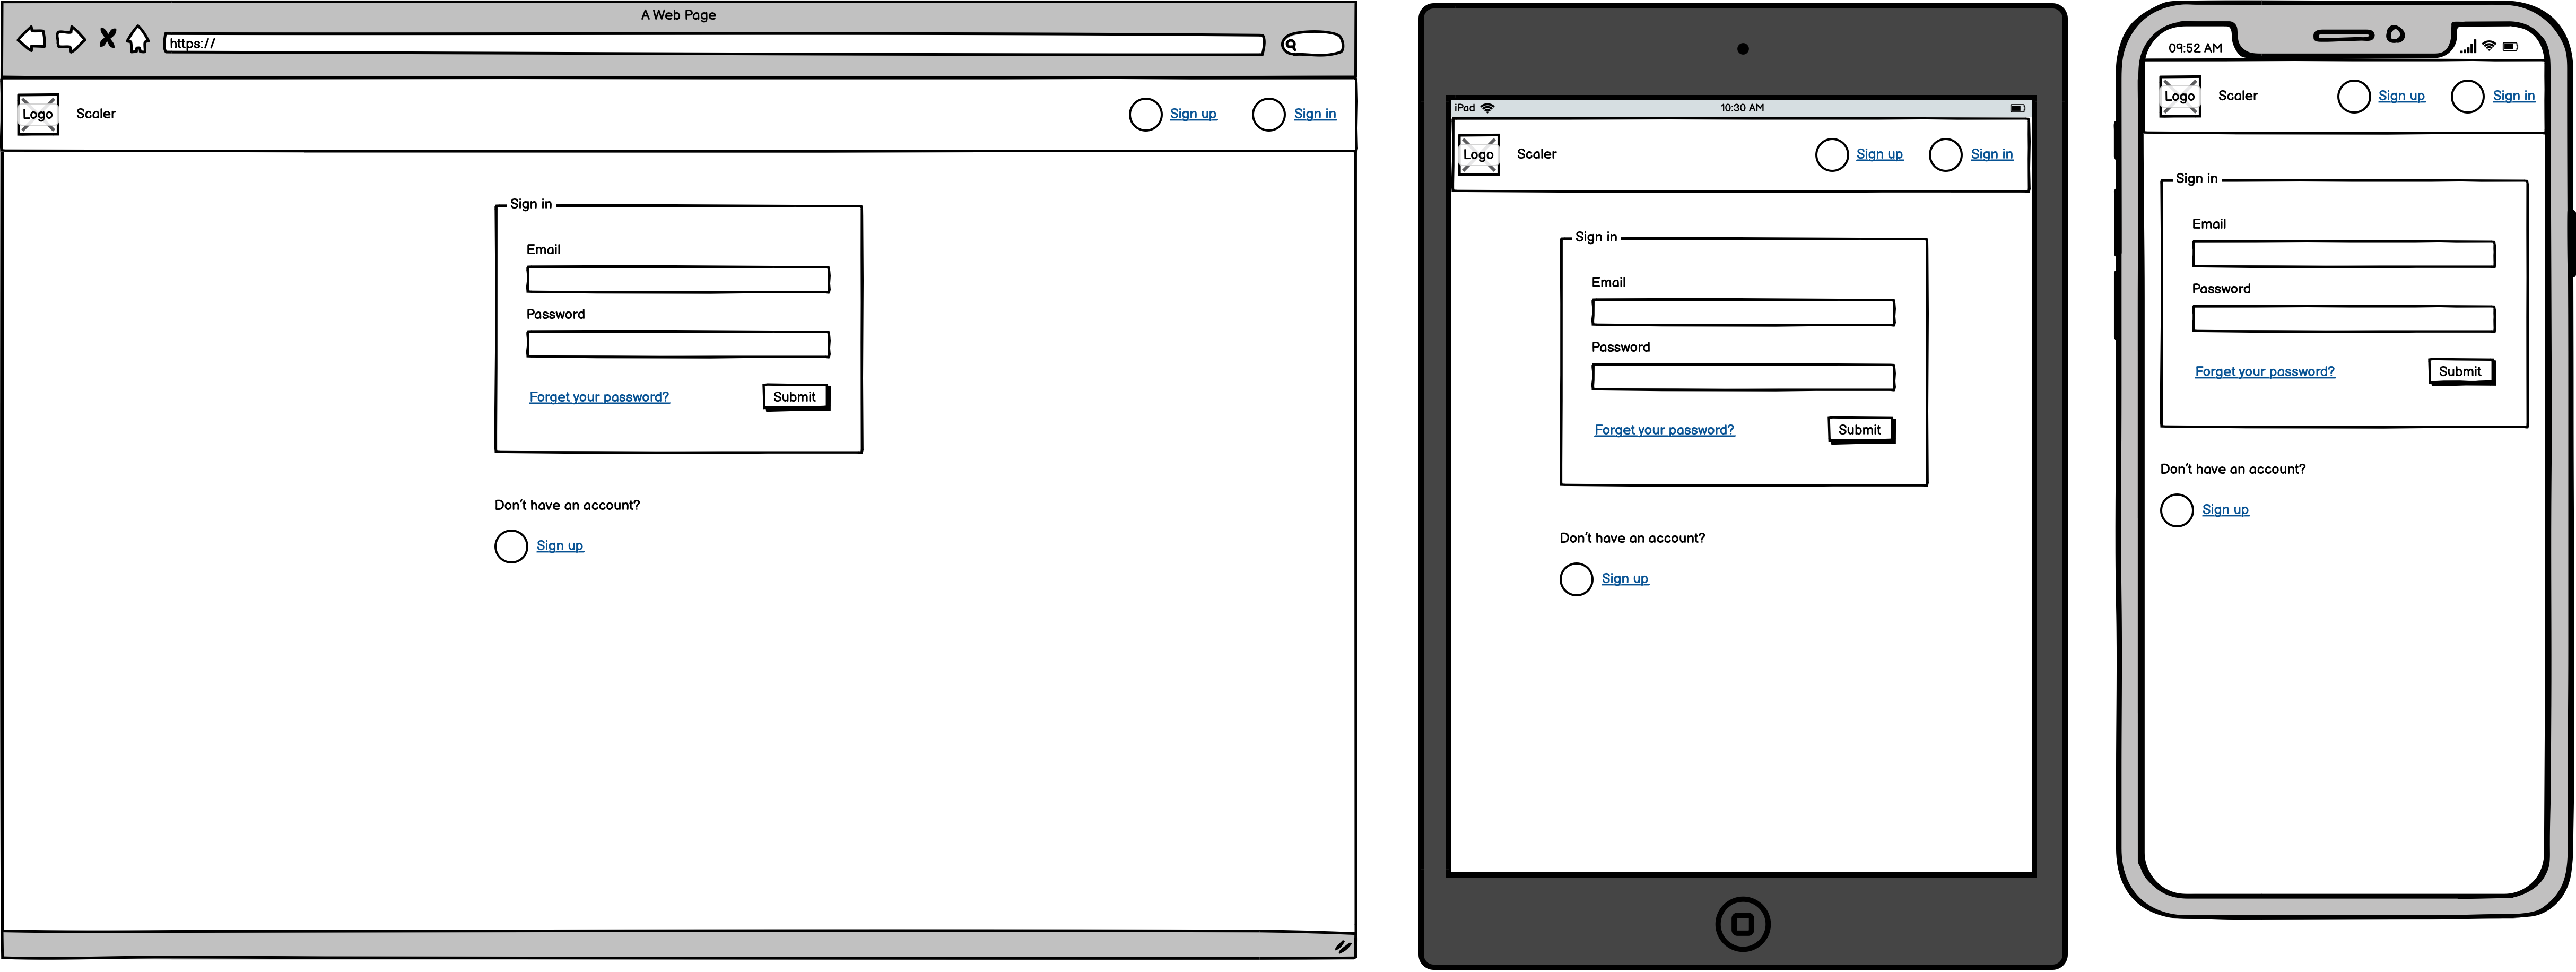 A Web Page
https://
Logo
Scaler
Sign up
Sign in
Sign in
Email
Password
Forget your password?
Submit
Don't have an account?
Sign up
iPad
10:30 AM
Logo
Scaler
Sign up
Sign in
Sign in
Email
Password
Forget your password?
Submit
Don't have an account?
Sign up
09:52 AM
Logo
Scaler
Sign up
Sign in
Sign in
Email
Password
Forget your password?
Submit
Don't have an account?
Sign up